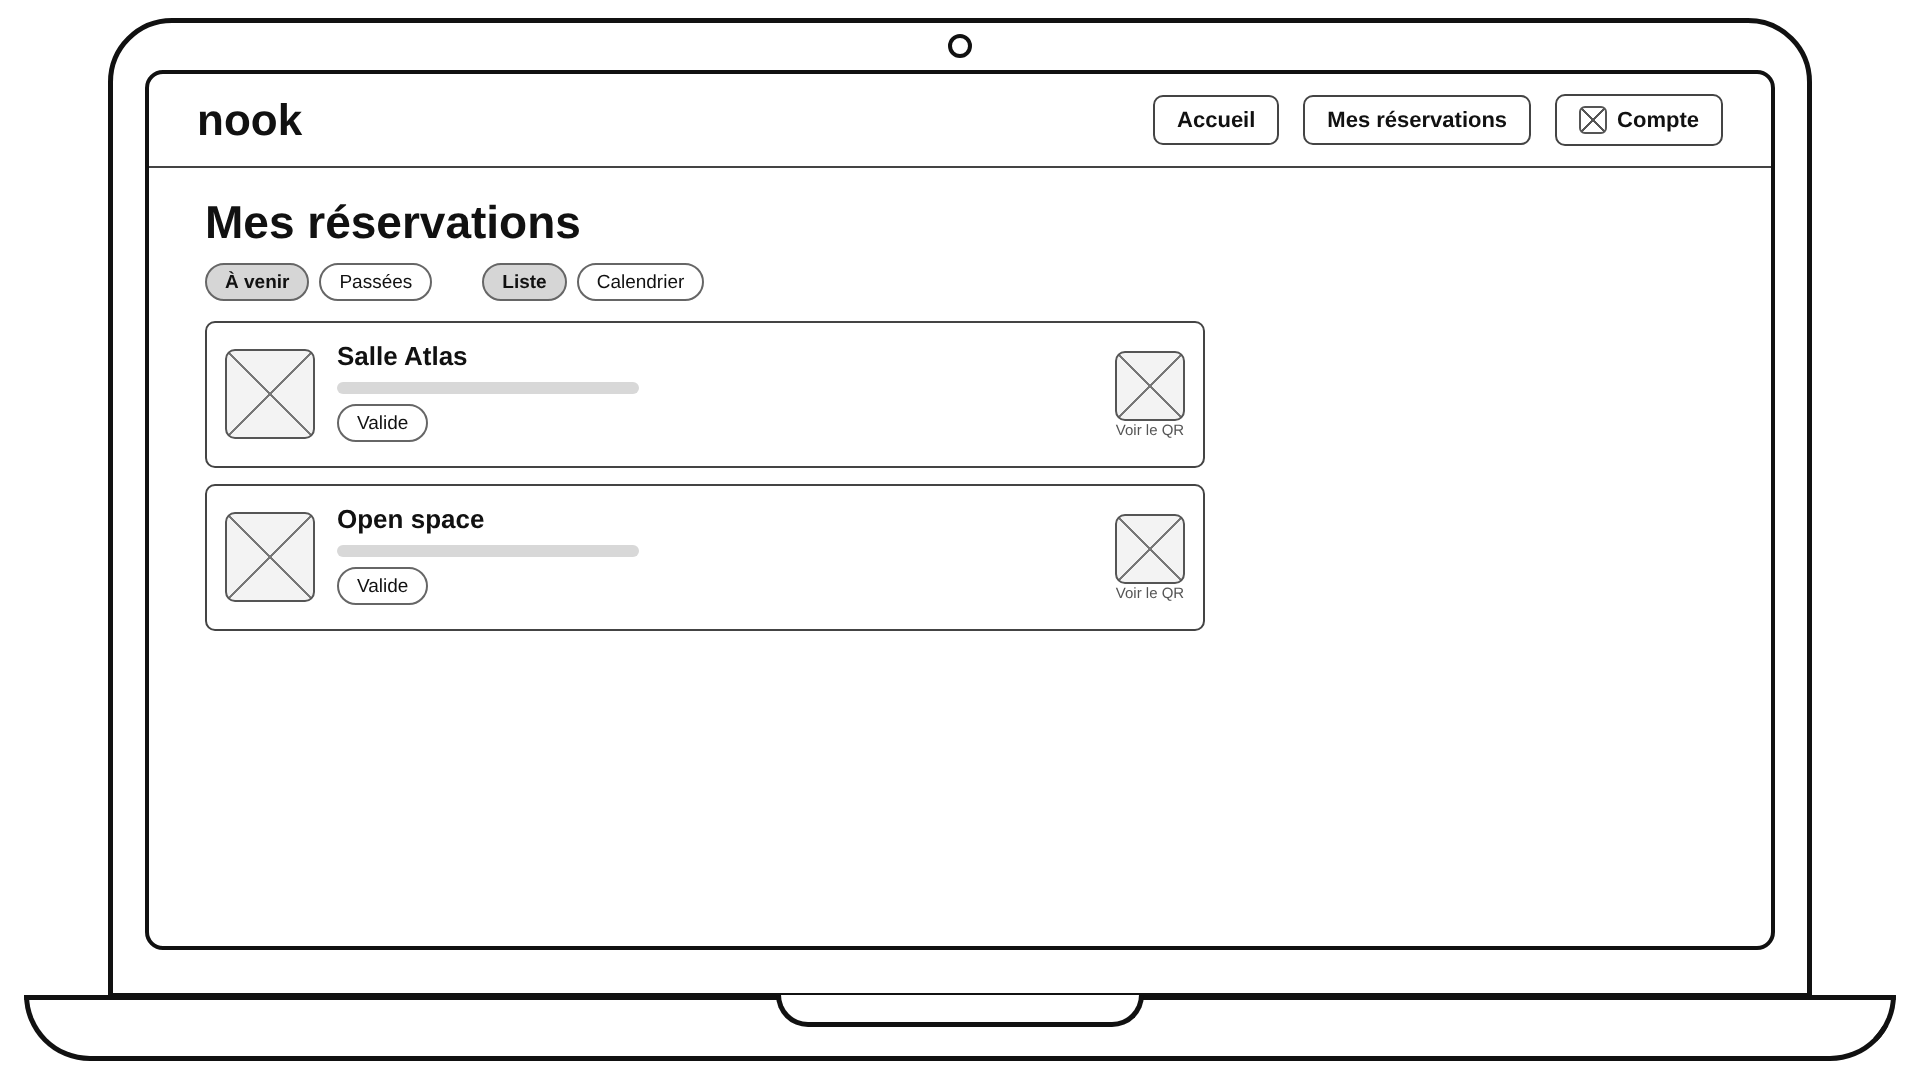 nook
Accueil
Mes réservations
Compte
Mes réservations
À venir
Passées
Liste
Calendrier
Salle Atlas
Valide
Voir le QR
Open space
Valide
Voir le QR